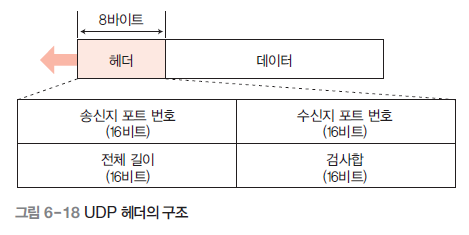 8바이트
헤더
데이터
송신지 포트 번호
(16비트)
수신지 포트 번호
(16비트)
전체 길이
(16비트)
검사합
(16비트)
그림 6-18 UDP 헤더의 구조